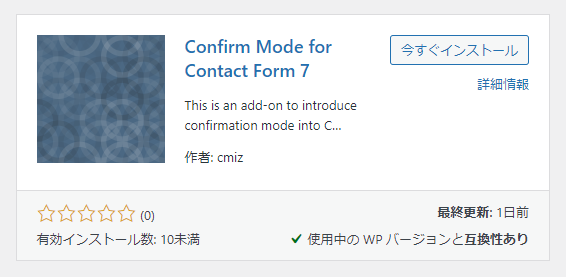 Confirm Mode for
Contact Form 7
今すぐインストール
詳細情報
This is an add-on to introduce
confirmation mode into C...
作者: cmiz
(0)
最終更新: 1日前
有効インストール数: 10未満
使用中の WP バージョンと互換性あり